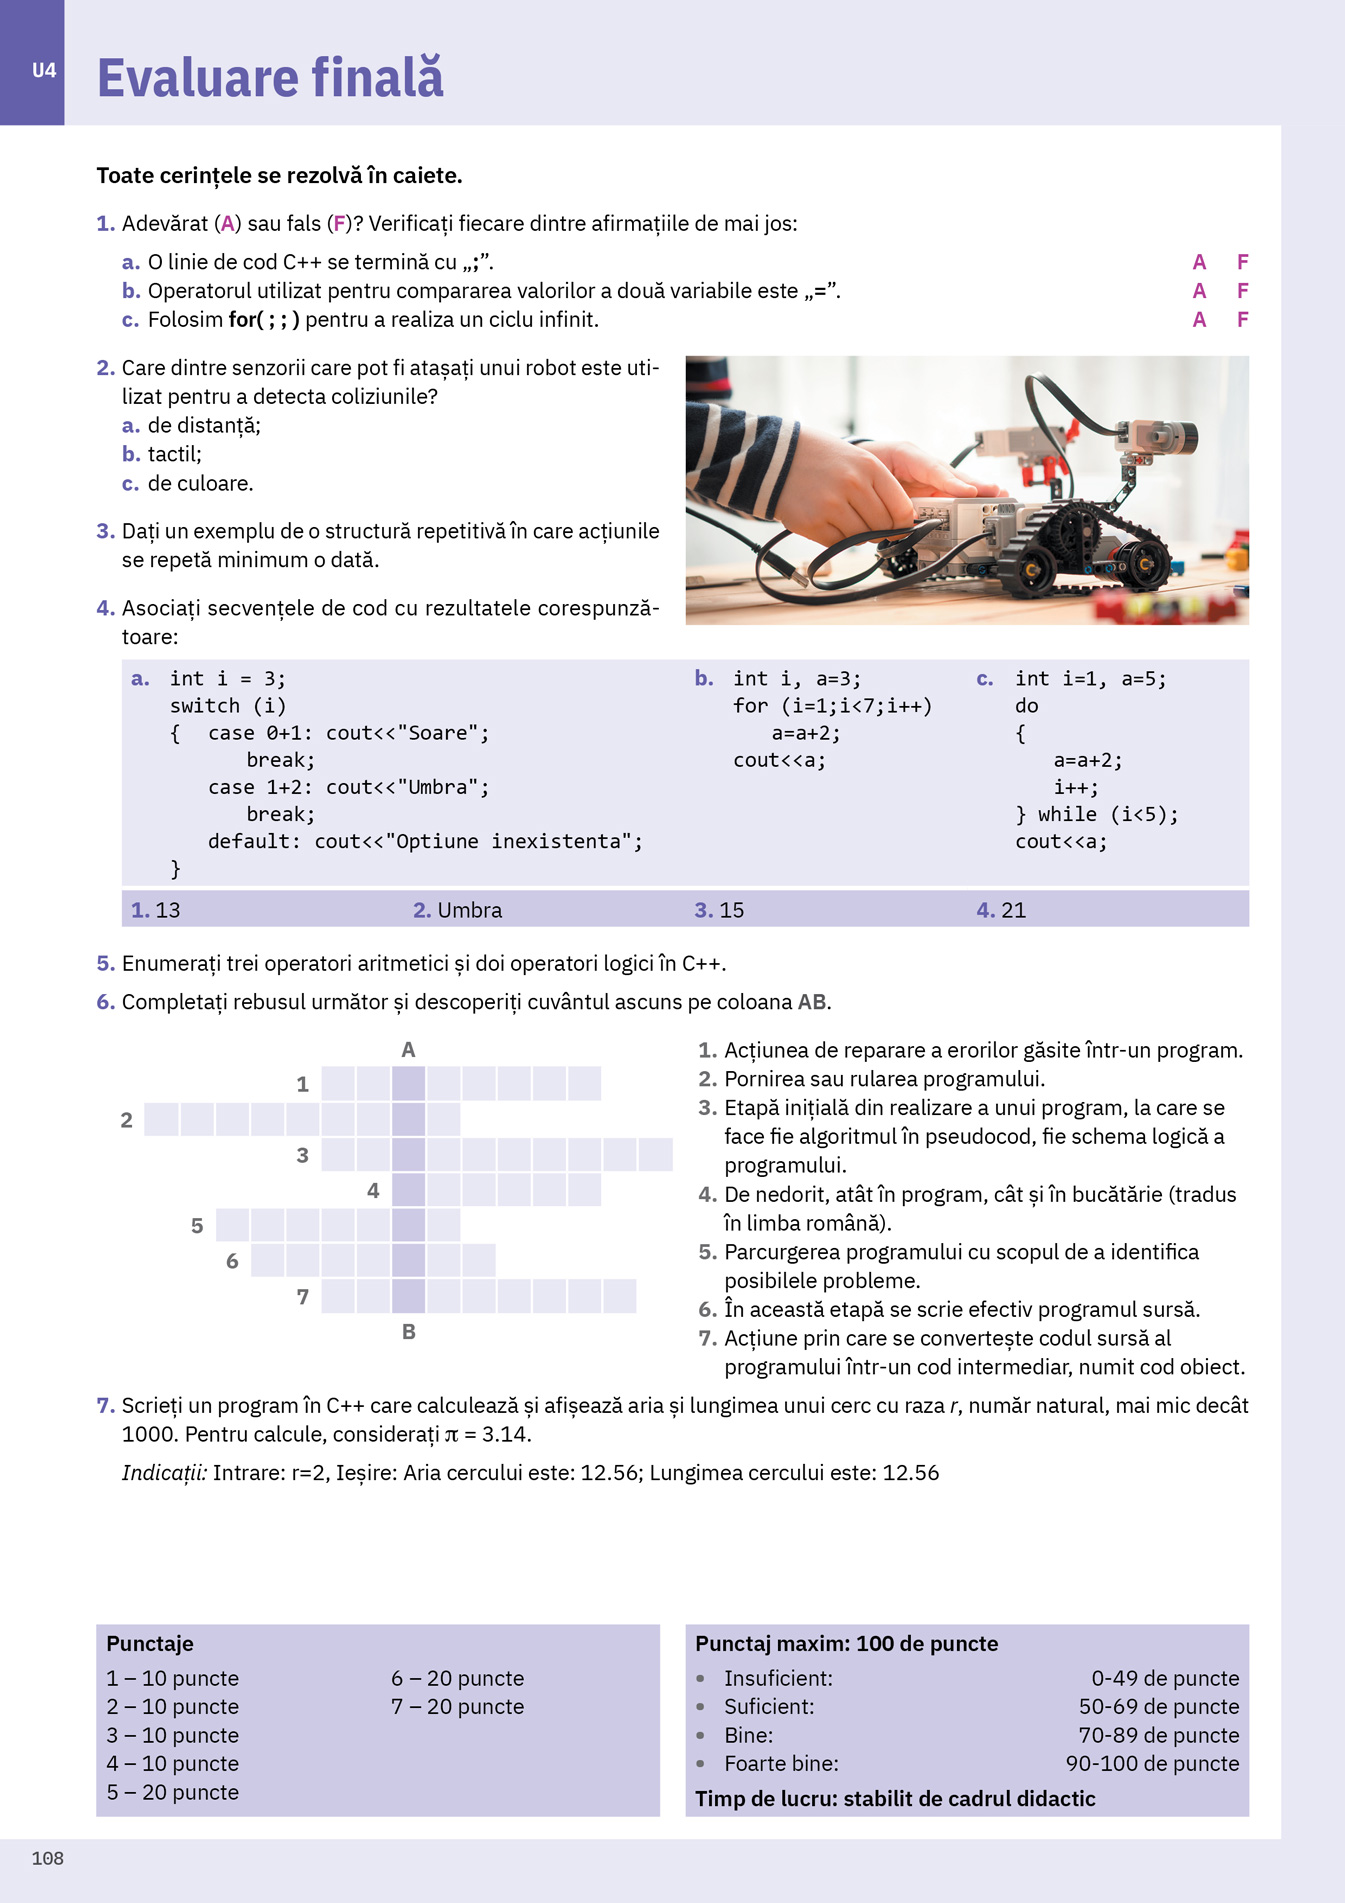 U4
Evaluare finală
Toate cerințele se rezolvă în caiete.
1. Adevărat (A) sau fals (F)? Verificați fiecare dintre afirmațiile de mai jos:
a. O linie de cod C++ se termină cu „;”. A F
b. Operatorul utilizat pentru compararea valorilor a două variabile este „=”. A F
c. Folosim for( ; ; ) pentru a realiza un ciclu infinit. A F
2. Care dintre senzorii care pot fi atașați unui robot este uti-
lizat pentru a detecta coliziunile?
a. de distanță;
b. tactil;
c. de culoare.
3. Dați un exemplu de o structură repetitivă în care acțiunile
se repetă minimum o dată.
4. Asociați secvențele de cod cu rezultatele corespunză-
toare:
a. int i = 3;
switch (i)
{ case 0+1: cout<<"Soare";
break;
case 1+2: cout<<"Umbra";
break;
default: cout<<"Optiune inexistenta";
}
b. int i, a=3;
for (i=1;i<7;i++)
a=a+2;
cout<<a;
c. int i=1, a=5;
do
{
a=a+2;
i++;
} while (i<5);
cout<<a;
1. 13 2. Umbra 3. 15 4. 21
5. Enumerați trei operatori aritmetici și doi operatori logici în C++.
6. Completați rebusul următor și descoperiți cuvântul ascuns pe coloana AB.
A
1
2
3
4
5
6
7
B
1. Acțiunea de reparare a erorilor găsite într-un program.
2. Pornirea sau rularea programului.
3. Etapă inițială din realizare a unui program, la care se
face fie algoritmul în pseudocod, fie schema logică a
programului.
4. De nedorit, atât în program, cât și în bucătărie (tradus
în limba română).
5. Parcurgerea programului cu scopul de a identifica
posibilele probleme.
6. În această etapă se scrie efectiv programul sursă.
7. Acțiune prin care se convertește codul sursă al
programului într-un cod intermediar, numit cod obiect.
7. Scrieți un program în C++ care calculează și afișează aria și lungimea unui cerc cu raza r, număr natural, mai mic decât
1000. Pentru calcule, considerați π = 3.14.
Indicații: Intrare: r=2, Ieșire: Aria cercului este: 12.56; Lungimea cercului este: 12.56
Punctaje
1 – 10 puncte 6 – 20 puncte
2 – 10 puncte 7 – 20 puncte
3 – 10 puncte
4 – 10 puncte
5 – 20 puncte
Punctaj maxim: 100 de puncte
• Insuficient: 0-49 de puncte
• Suficient: 50-69 de puncte
• Bine: 70-89 de puncte
• Foarte bine: 90-100 de puncte
Timp de lucru: stabilit de cadrul didactic
108